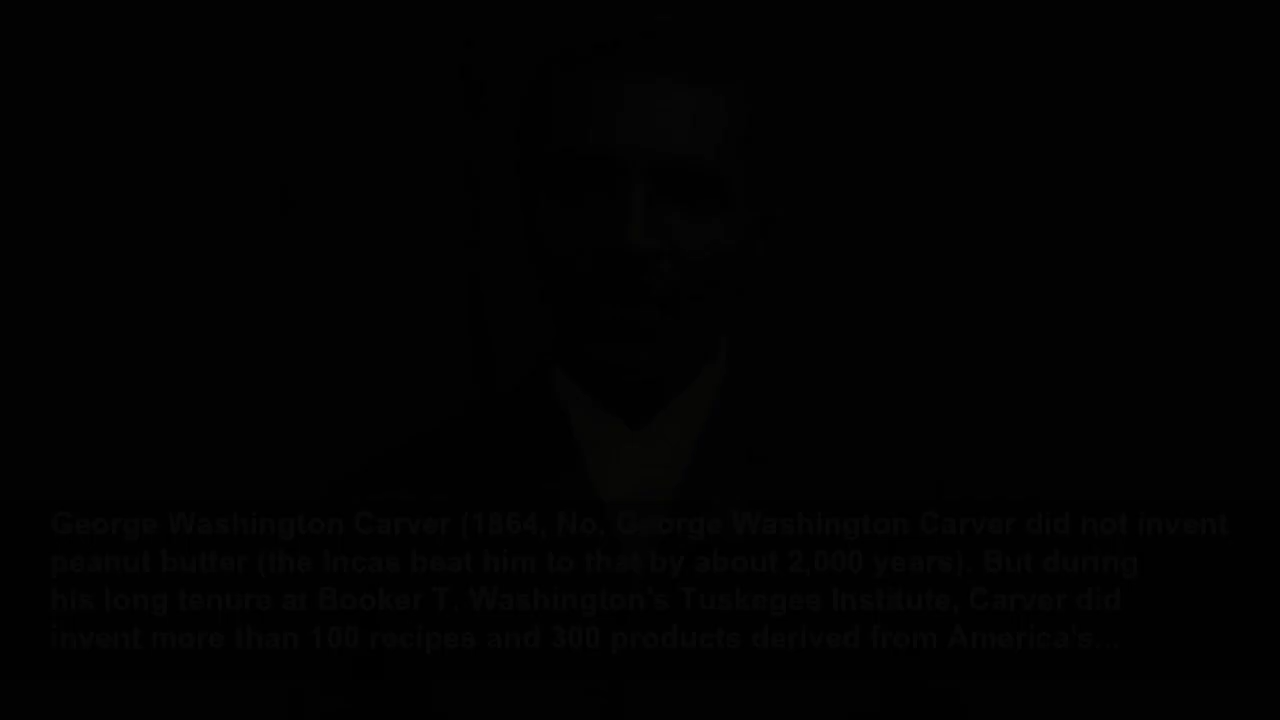 George Washington Carver (1864, No. George Washington Carver did not invent
peanut butter (the Incas beat him to that by about 2,000 years). But during
his long tenure at Booker T. Washington's Tuskegee Institute, Carver did
invent more than 100 recipes and 300 products derived from America's...